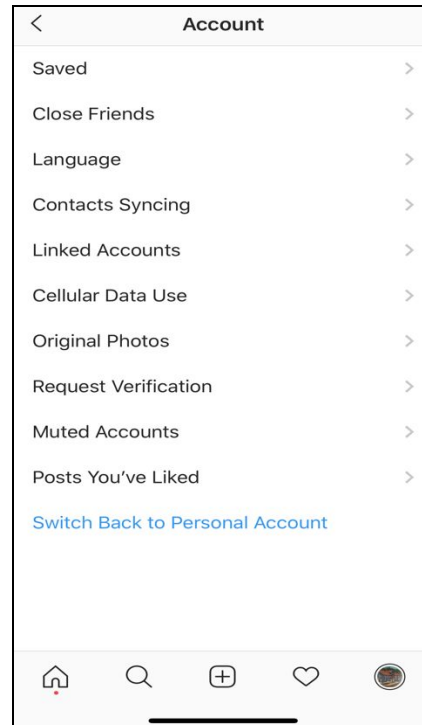 Account
Saved
Close Friends
Language
Contacts Syncing
Linked Accounts
Cellular Data Use
Original Photos
Request Verification
Muted Accounts
Posts You've Liked
Switch Back to Personal Account